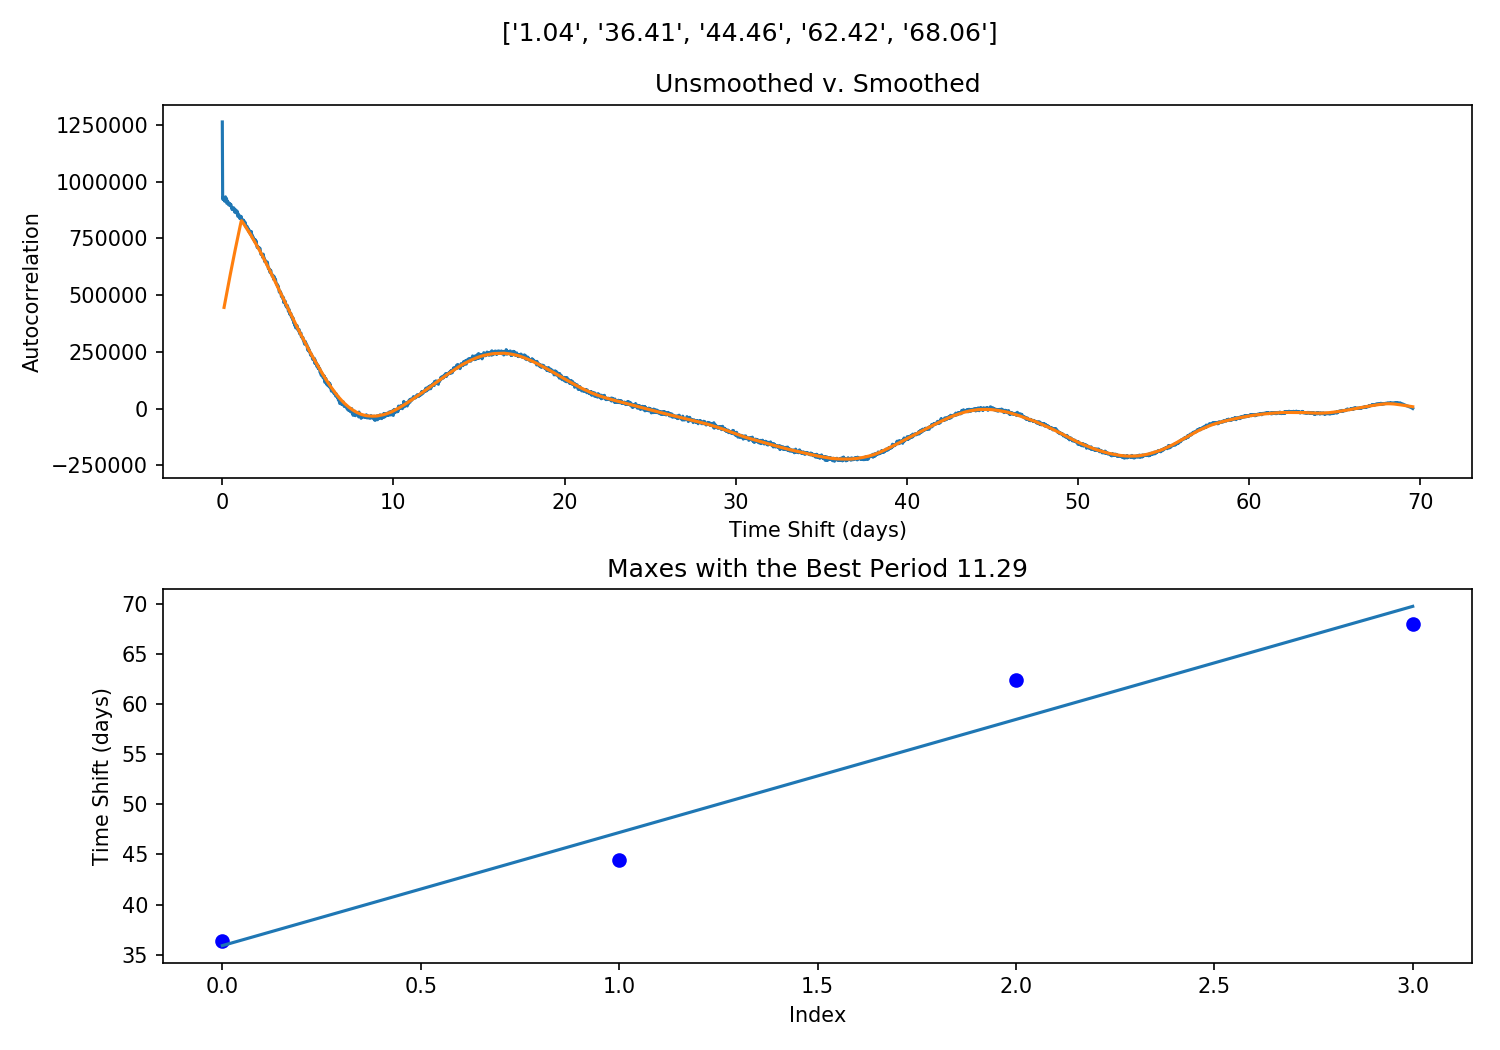 ['1.04', '36.41', '44.46', '62.42', '68.06']
Unsmoothed v. Smoothed
1250000
1000000
750000
500000
250000
0
−250000
Autocorrelation
0 10 20 30 40 50 60 70
Time Shift (days)
Maxes with the Best Period 11.29
70
65
60
55
50
45
40
35
Time Shift (days)
0.0 0.5 1.0 1.5 2.0 2.5 3.0
Index